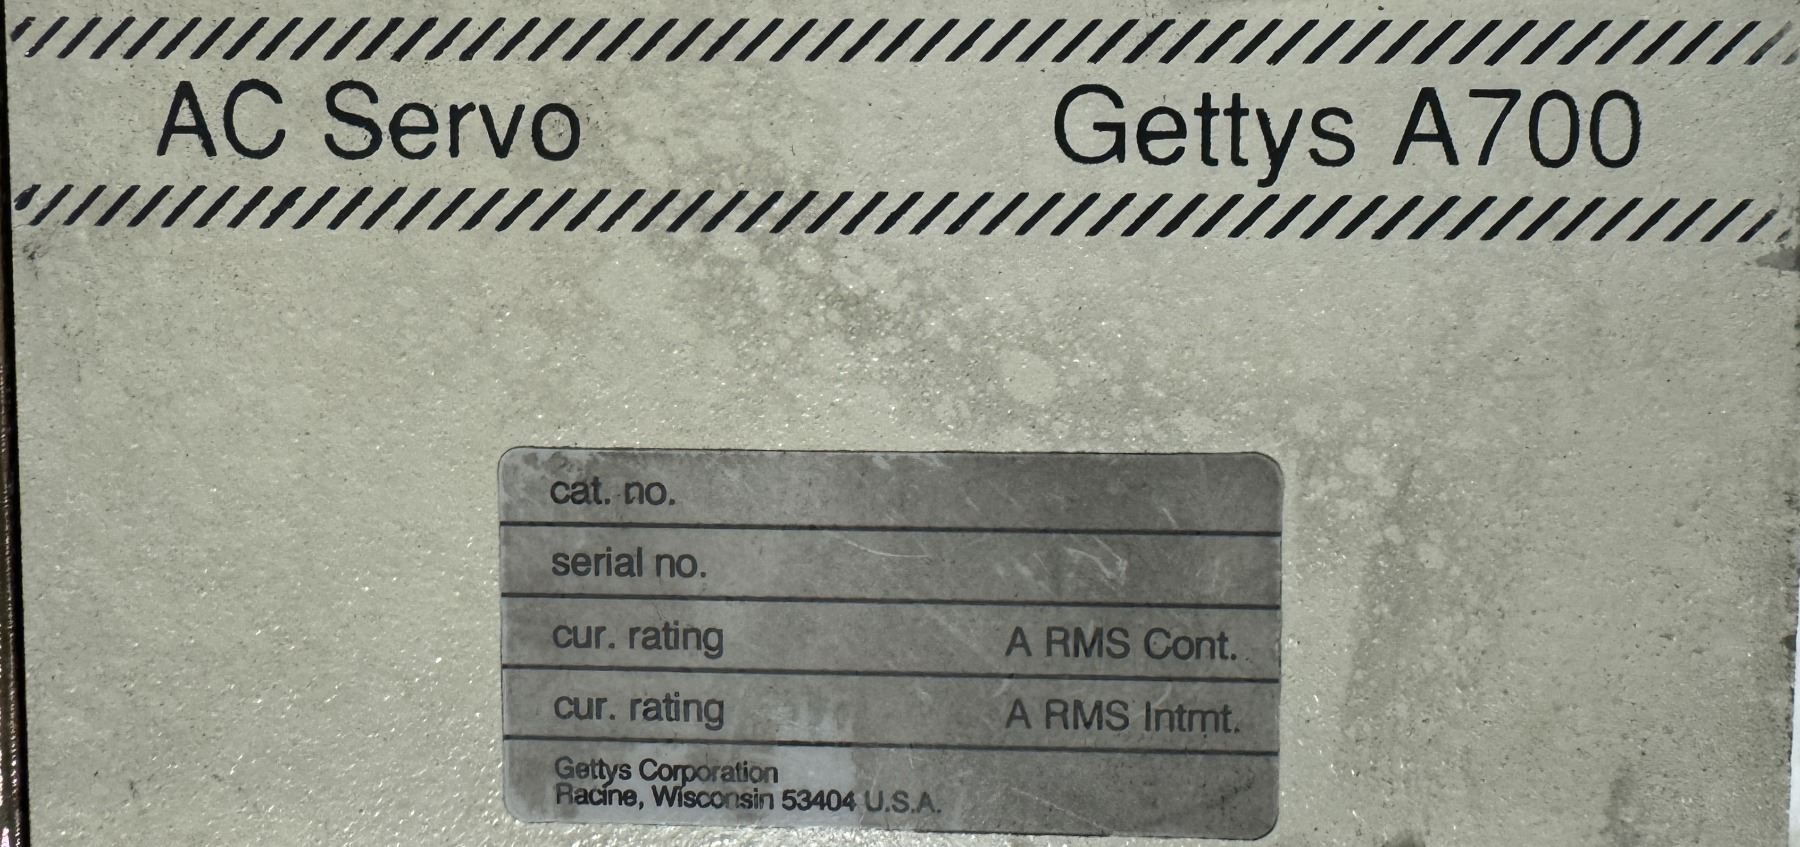 AC Servo Gettys A700
cat. no.
serial no.
cur. rating A RMS Cont.
cur. rating A RMS Intmt.
Gettys Corporation
Racine, Wisconsin 53404 U.S.A.